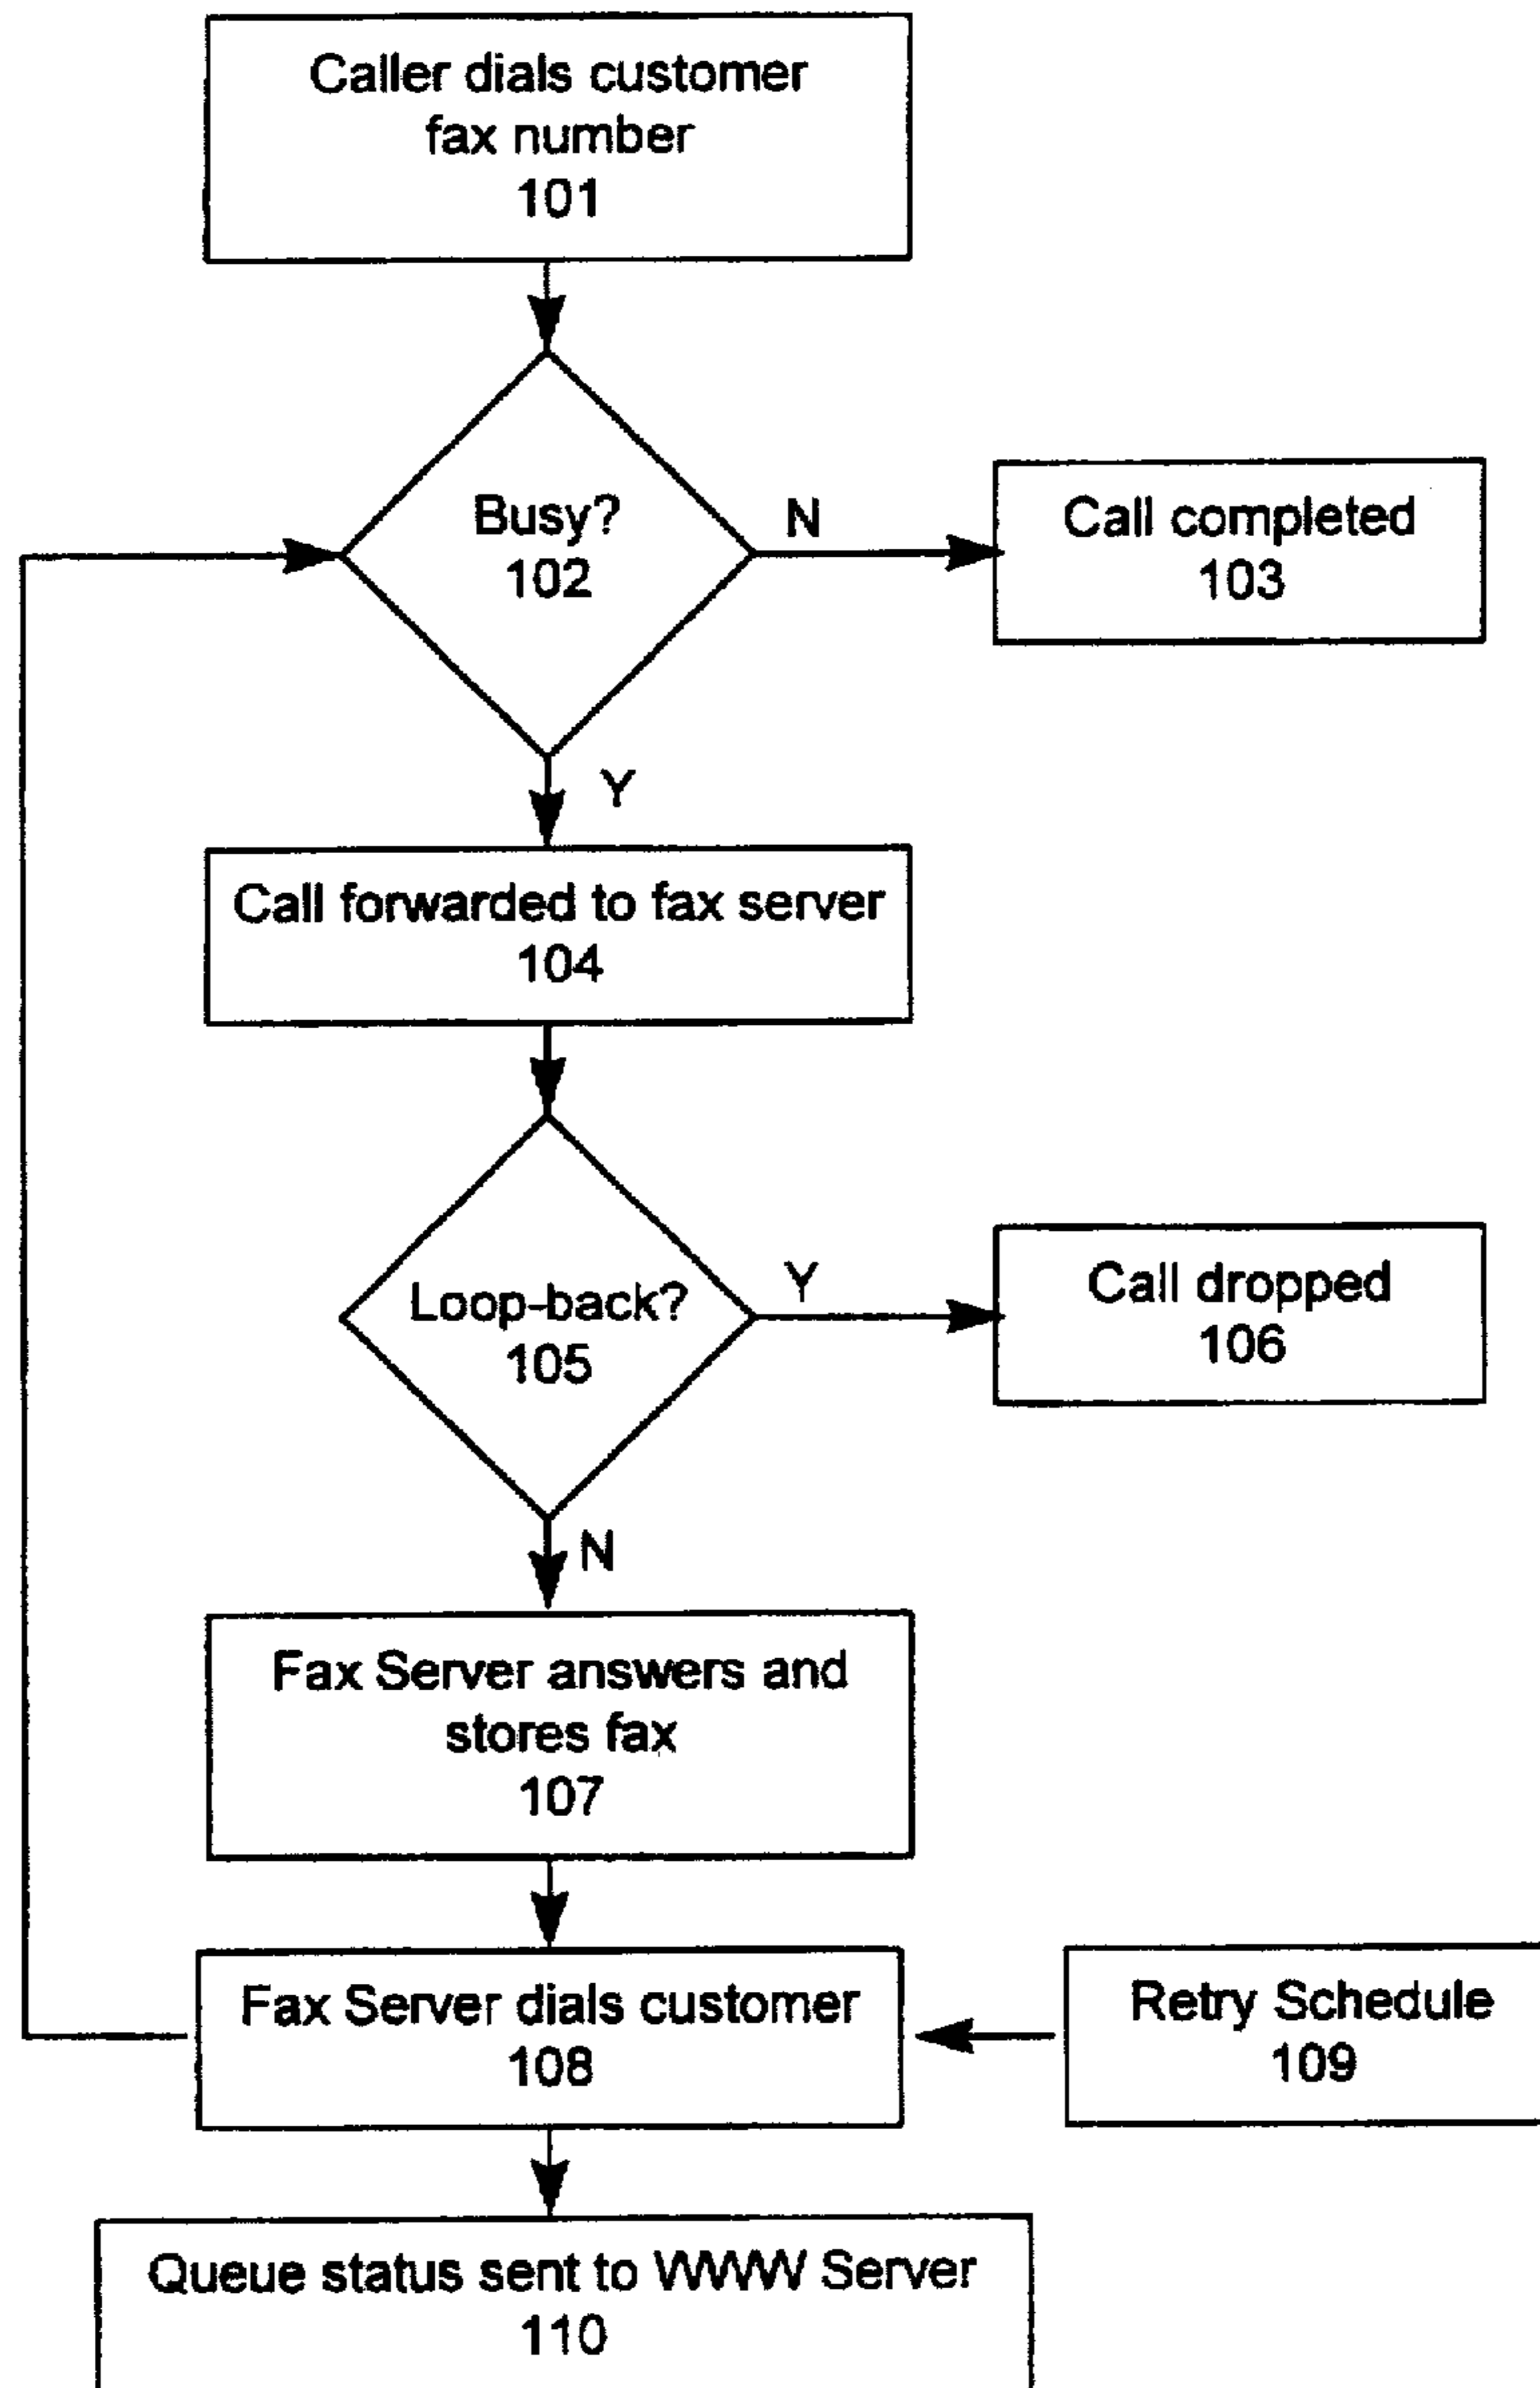 Caller dials customer
fax number
101
Busy?
102
N
Call completed
103
Y
Call forwarded to fax server
104
Loop-back?
105
Y
Call dropped
106
N
Fax Server answers and
stores fax
107
Fax Server dials customer
108
Retry Schedule
109
Queue status sent to WWW Server
110